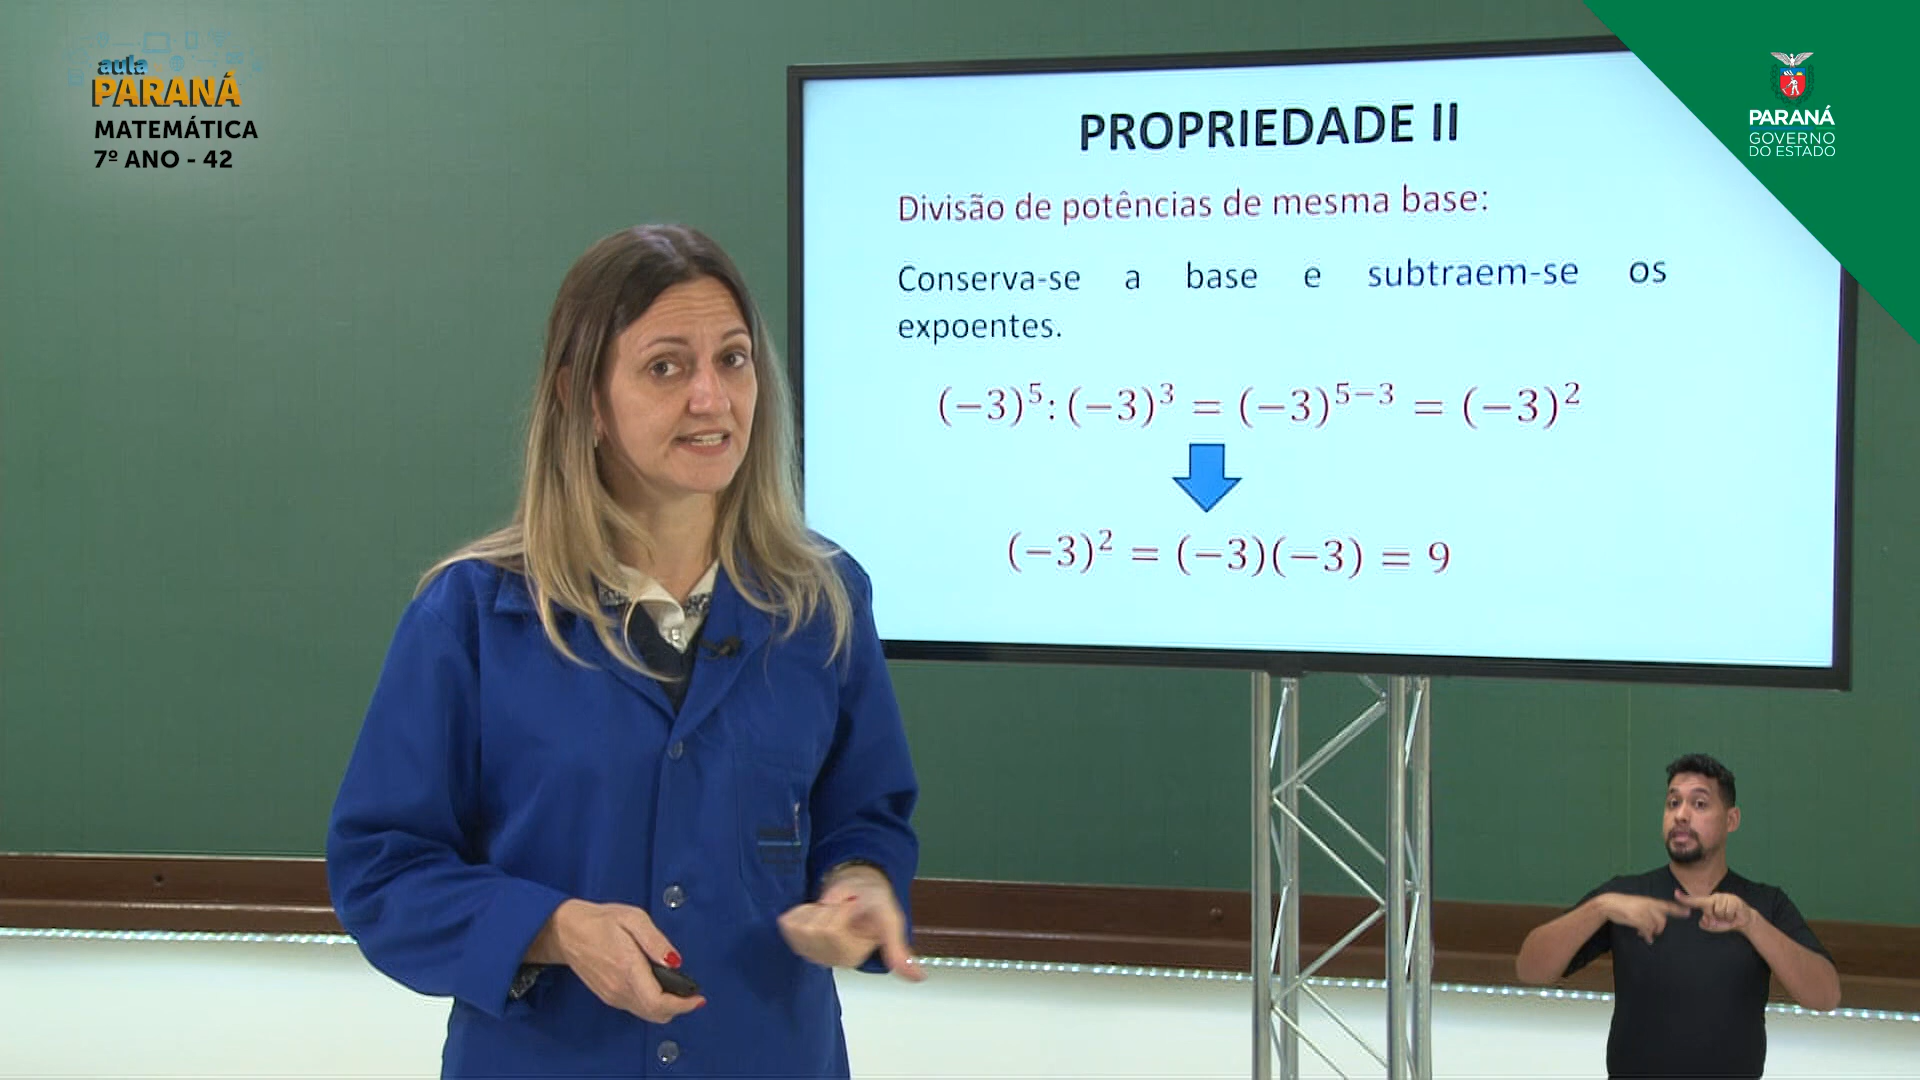 aula
PARANÁ
MATEMÁTICA
7º ANO - 42
PARANÁ
GOVERNO
DO ESTADO
PROPRIEDADE II
Divisão de potências de mesma base:
Conserva-se a base e subtraem-se os
expoentes.
(−3)⁵: (−3)³ = (−3)⁵⁻³ = (−3)²
(−3)² = (−3)(−3) = 9